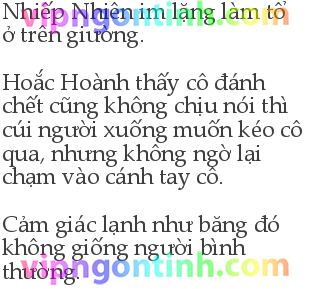 Nhiếp Nhiên im lặng làm tổ
ở trên giường.
Hoắc Hoành thấy cô đánh
chết cũng không chịu nói thì
cúi người xuống muốn kéo cô
qua, nhưng không ngờ lại
chạm vào cánh tay cô.
Cảm giác lạnh như băng đó
không giống người bình
thường.
vipngontinh.com
vipngontinh.com